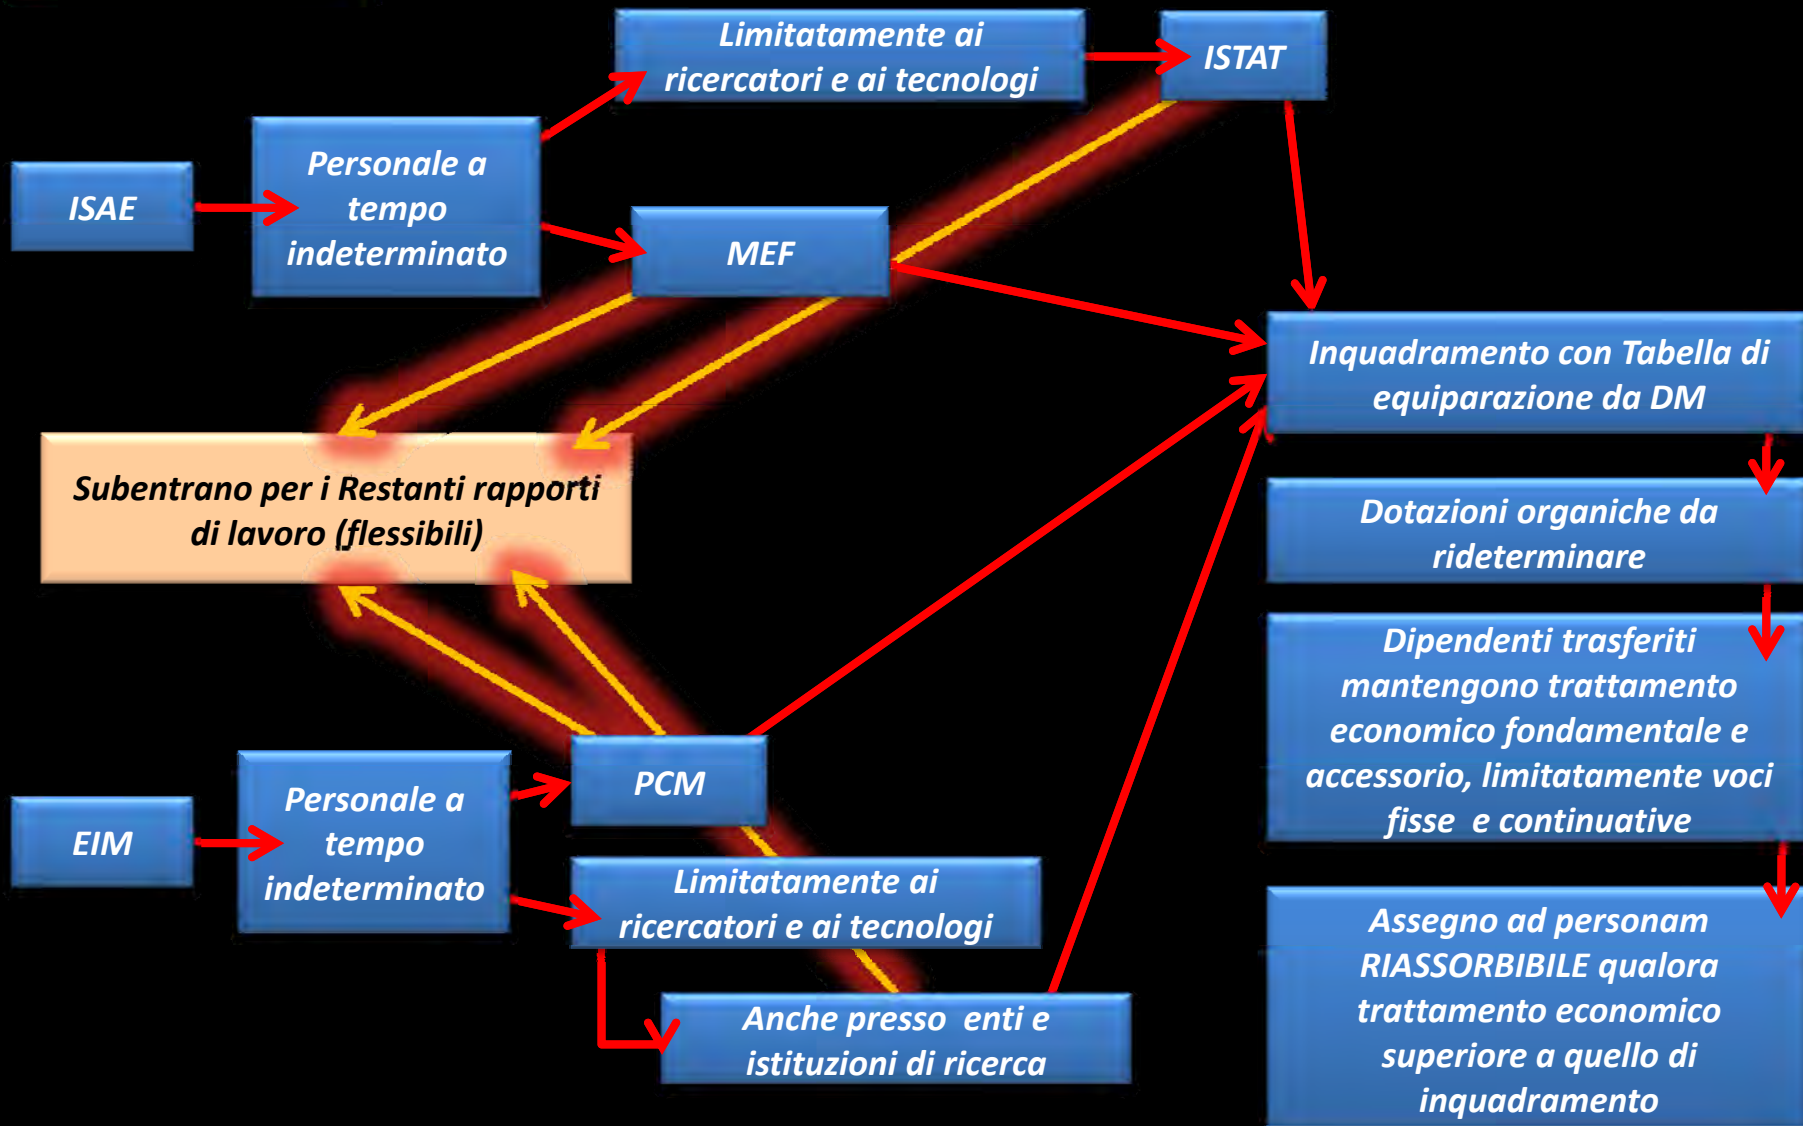 Limitatamente ai
ricercatori e ai tecnologi
ISTAT
ISAE
Personale a
tempo
indeterminato
MEF
Inquadramento con Tabella di
equiparazione da DM
Subentrano per i Restanti rapporti
di lavoro (flessibili)
Dotazioni organiche da
rideterminare
Dipendenti trasferiti
mantengono trattamento
economico fondamentale e
accessorio, limitatamente voci
fisse e continuative
EIM
Personale a
tempo
indeterminato
PCM
Limitatamente ai
ricercatori e ai tecnologi
Anche presso enti e
istituzioni di ricerca
Assegno ad personam
RIASSORBIBILE qualora
trattamento economico
superiore a quello di
inquadramento